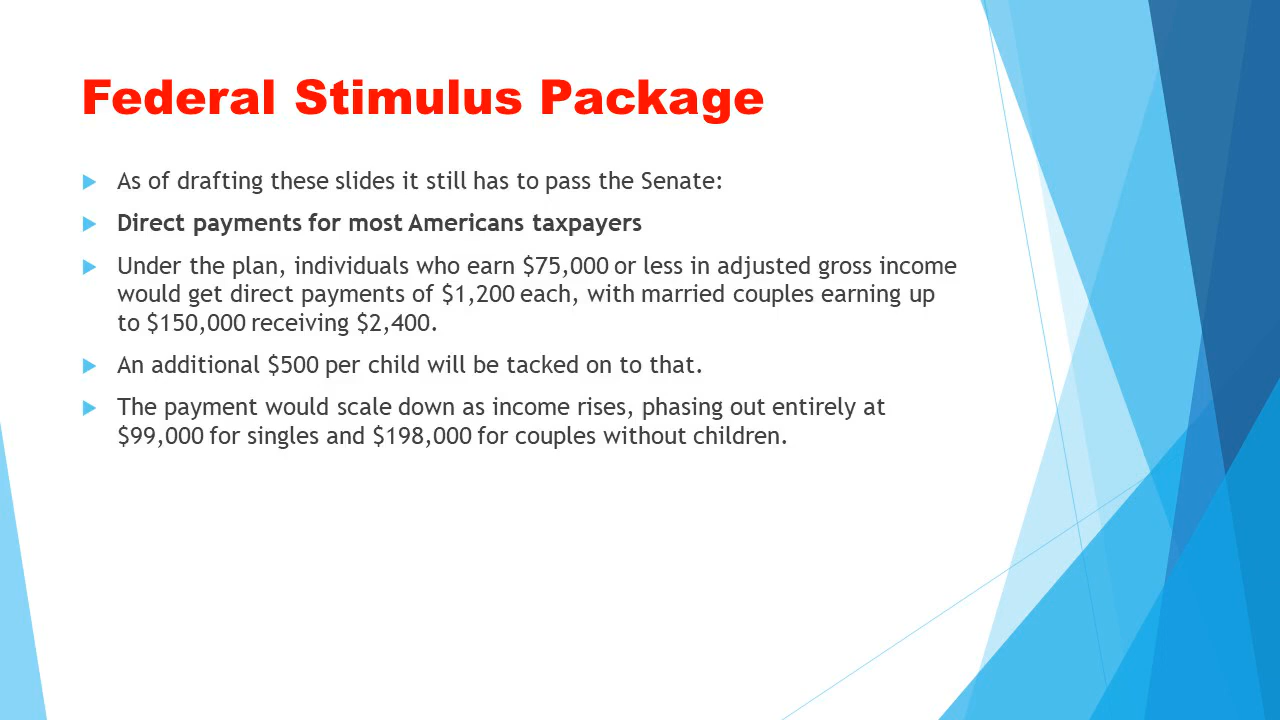 Federal Stimulus Package
As of drafting these slides it still has to pass the Senate:
Direct payments for most Americans taxpayers
Under the plan, individuals who earn $75,000 or less in adjusted gross income
would get direct payments of $1,200 each, with married couples earning up
to $150,000 receiving $2,400.
An additional $500 per child will be tacked on to that.
The payment would scale down as income rises, phasing out entirely at
$99,000 for singles and $198,000 for couples without children.